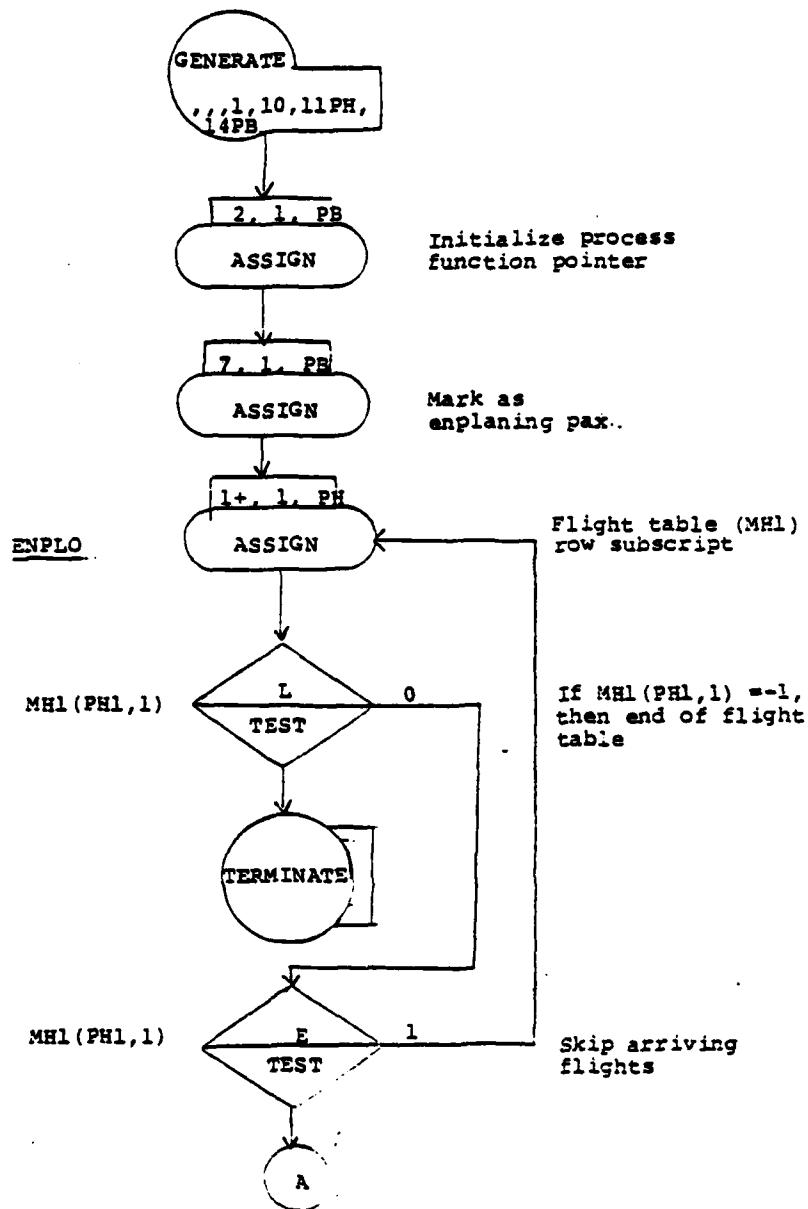 GENERATE
,,,1,10,11PH,
14PB
2, 1, PB
ASSIGN
Initialize process
function pointer
7, 1, PB
ASSIGN
Mark as
enplaning pax..
1+, 1, PH
ENPLO
ASSIGN
Flight table (MH1)
row subscript
MH1(PH1,1)
L
0
TEST
If MH1(PH1,1) =-1,
then end of flight
table
TERMINATE
MH1(PH1,1)
E
1
TEST
Skip arriving
flights
A